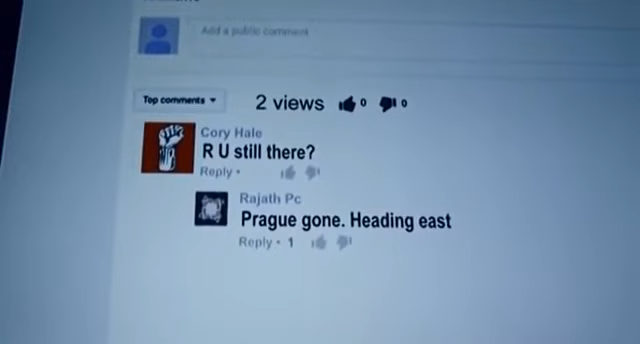 Add a public comment
Top comments
2 views 0 0
Cory Hale
R U still there?
Reply •
Rajath Pc
Prague gone. Heading east
Reply • 1